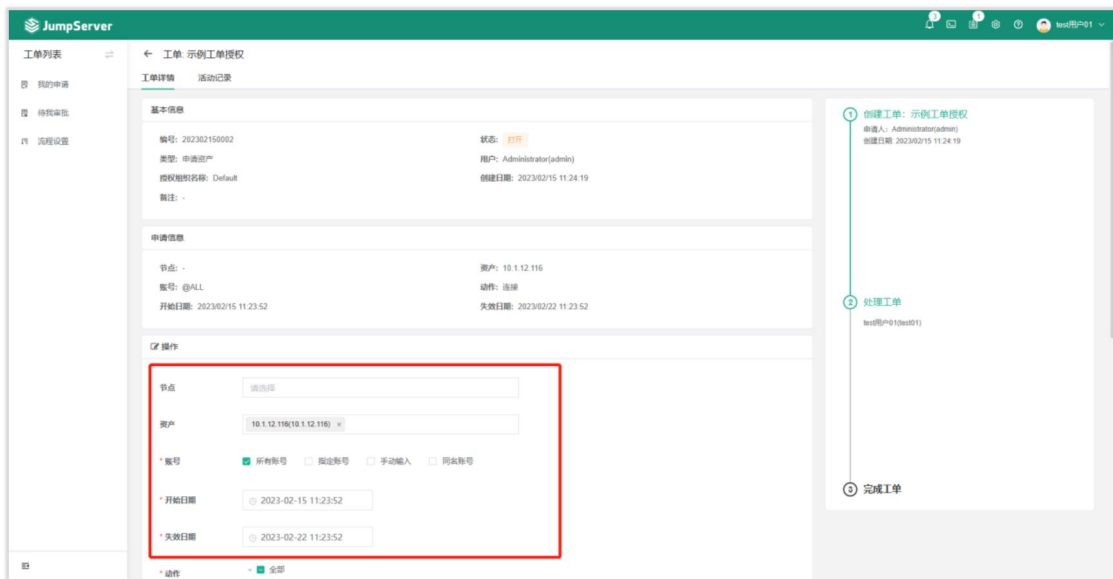 JumpServer
3
1
test用户01
工单列表
我的申请
待我审批
流程设置
工单: 示例工单授权
工单详情 活动记录
基本信息
编号: 202302150002
状态: 打开
类型: 申请资产
用户: Administrator(admin)
授权组织名称: Default
创建日期: 2023/02/15 11:24:19
备注: -
申请信息
节点: -
资产: 10.1.12.116
账号: @ALL
动作: 连接
开始日期: 2023/02/15 11:23:52
失效日期: 2023/02/22 11:23:52
操作
节点 请选择
资产 10.1.12.116(10.1.12.116) ×
* 账号 所有账号 指定账号 手动输入 同名账号
* 开始日期 2023-02-15 11:23:52
* 失效日期 2023-02-22 11:23:52
* 动作 全部
1 创建工单: 示例工单授权
申请人: Administrator(admin)
创建日期: 2023/02/15 11:24:19
2 处理工单
test用户01(test01)
3 完成工单